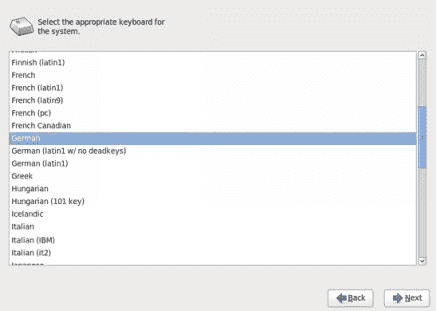 Select the appropriate keyboard for
the system.
Finnish (latin1)
French
French (latin1)
French (latin9)
French (pc)
French Canadian
German
German (latin1 w/ no deadkeys)
German (latin1)
Greek
Hungarian
Hungarian (101 key)
Icelandic
Italian
Italian (IBM)
Italian (it2)
Back
Next